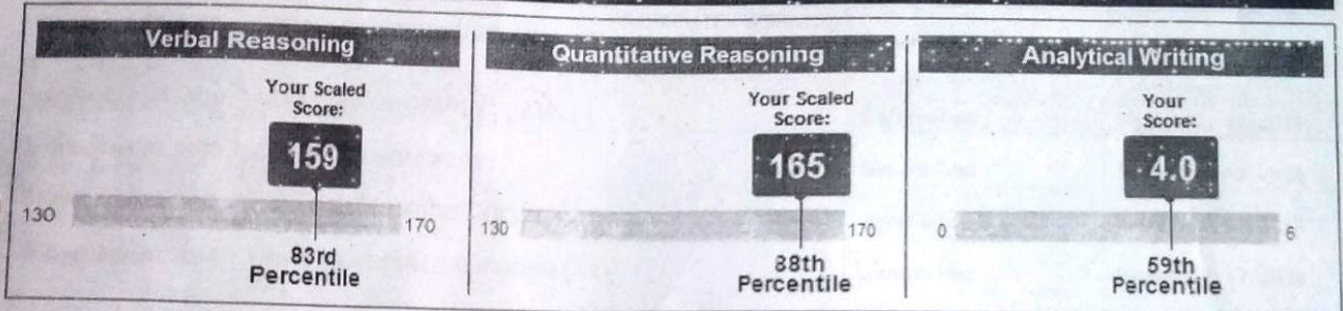 Verbal Reasoning
Your Scaled
Score:
159
130
170
83rd
Percentile
Quantitative Reasoning
Your Scaled
Score:
165
130
170
88th
Percentile
Analytical Writing
Your
Score:
4.0
0
6
59th
Percentile